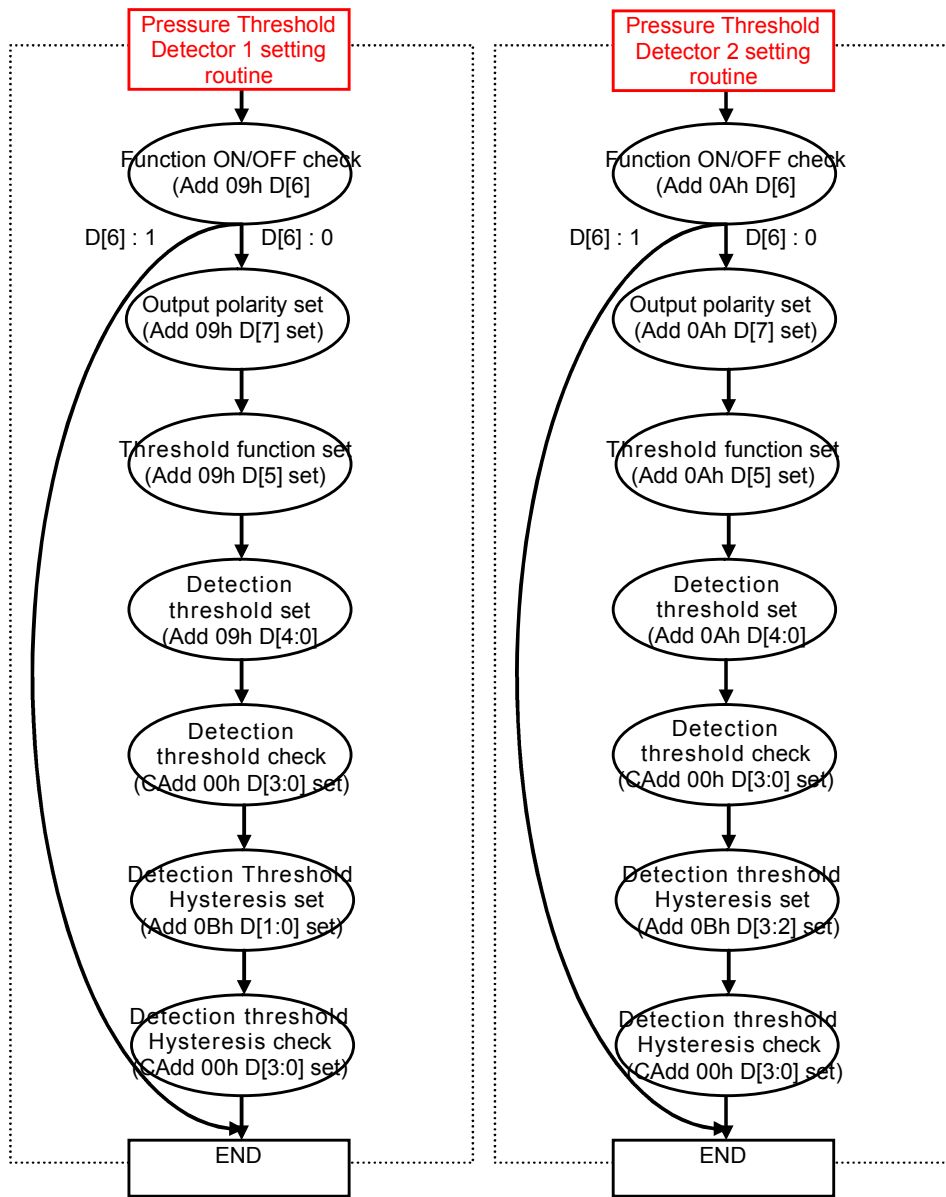 Pressure Threshold
Detector 1 setting
routine
Function ON/OFF check
(Add 09h D[6]
D[6] : 1
D[6] : 0
Output polarity set
(Add 09h D[7] set)
Threshold function set
(Add 09h D[5] set)
Detection
threshold set
(Add 09h D[4:0]
Detection
threshold check
(CAdd 00h D[3:0] set)
Detection Threshold
Hysteresis set
(Add 0Bh D[1:0] set)
Detection threshold
Hysteresis check
(CAdd 00h D[3:0] set)
END
Pressure Threshold
Detector 2 setting
routine
Function ON/OFF check
(Add 0Ah D[6]
D[6] : 1
D[6] : 0
Output polarity set
(Add 0Ah D[7] set)
Threshold function set
(Add 0Ah D[5] set)
Detection
threshold set
(Add 0Ah D[4:0]
Detection
threshold check
(CAdd 00h D[3:0] set)
Detection threshold
Hysteresis set
(Add 0Bh D[3:2] set)
Detection threshold
Hysteresis check
(CAdd 00h D[3:0] set)
END